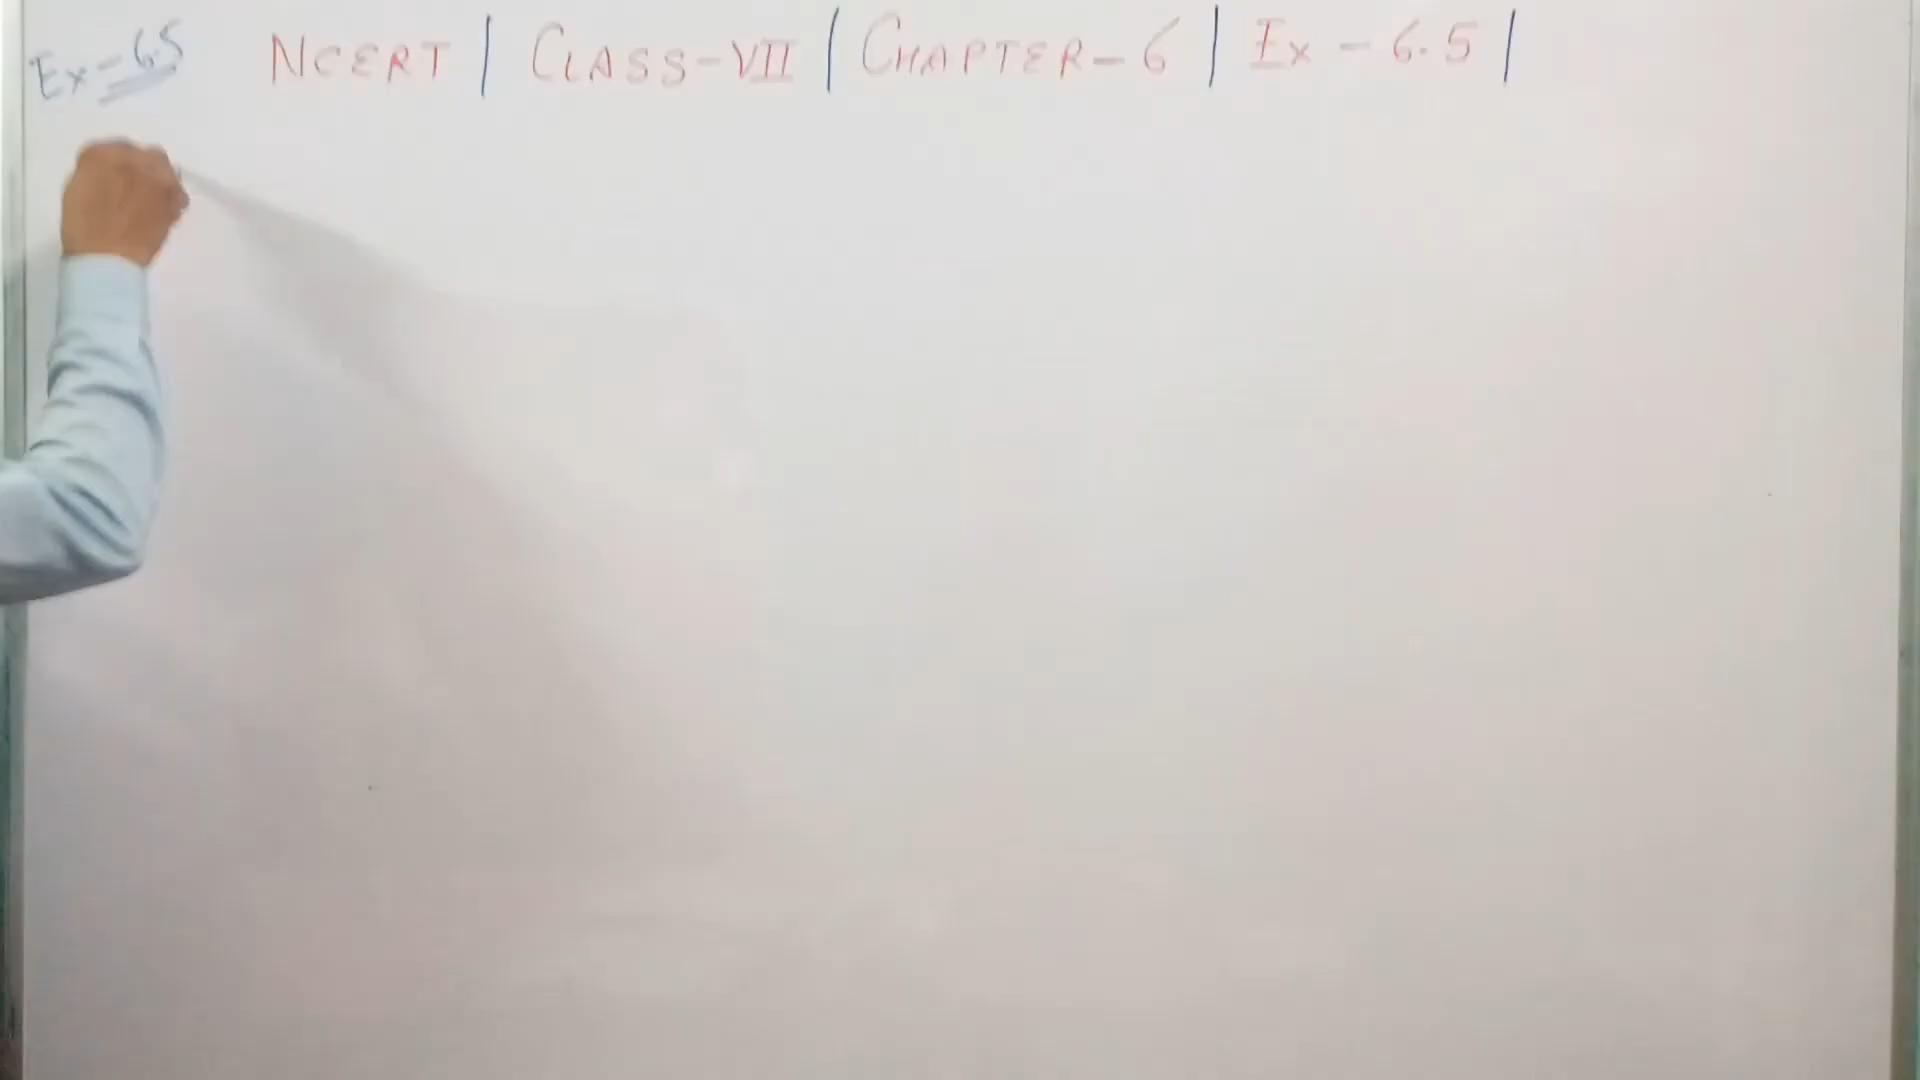 Ex-6.5 NCERT | CLASS-VII | CHAPTER-6 | Ex-6.5 |